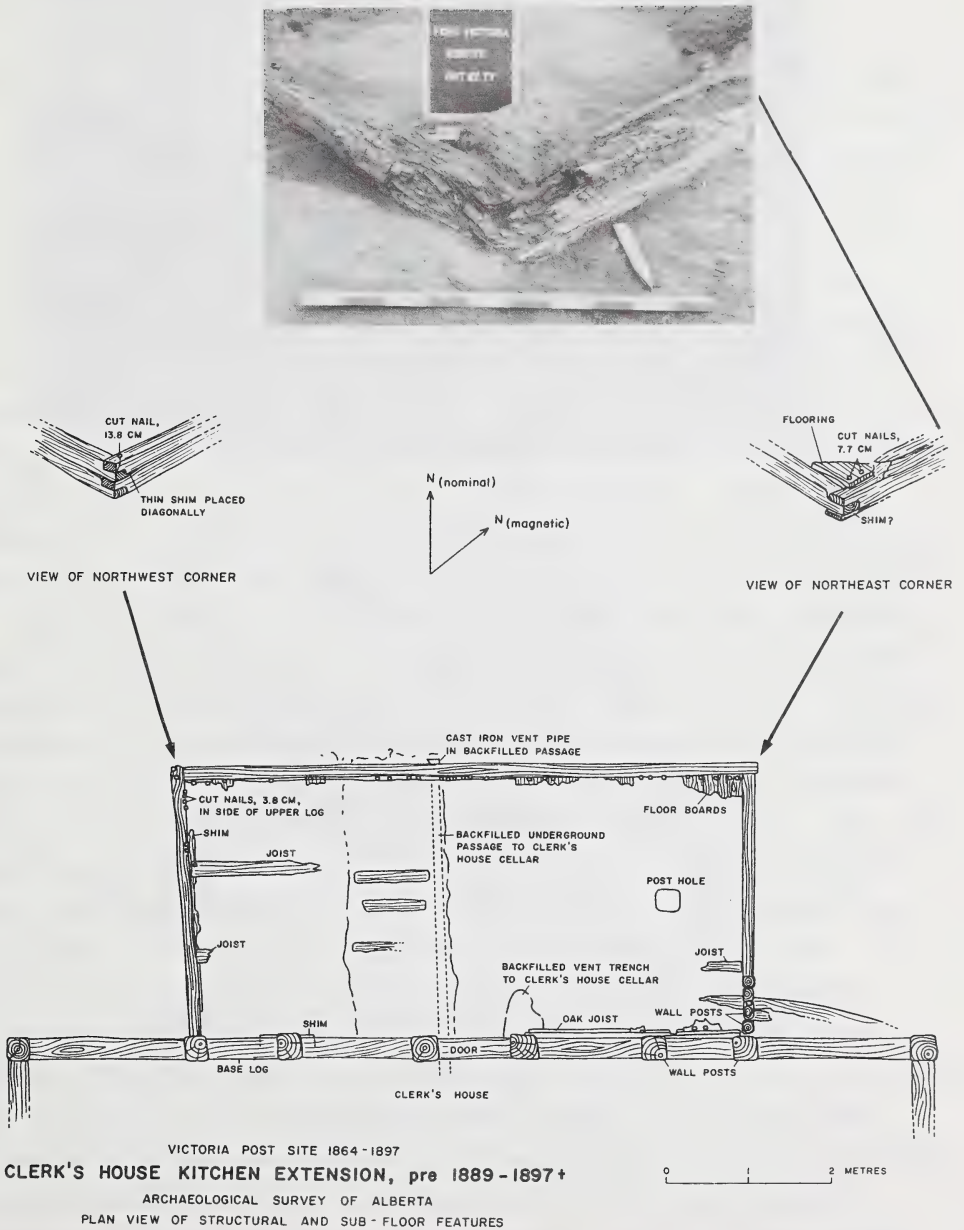 CUT NAIL,
13.8 CM
THIN SHIM PLACED
DIAGONALLY
VIEW OF NORTHWEST CORNER
N (nominal)
N (magnetic)
FLOORING
CUT NAILS,
7.7 CM
SHIM?
VIEW OF NORTHEAST CORNER
?
CAST IRON VENT PIPE
IN BACKFILLED PASSAGE
CUT NAILS, 3.8 CM,
IN SIDE OF UPPER LOG
SHIM
JOIST
JOIST
BACKFILLED UNDERGROUND
PASSAGE TO CLERK'S
HOUSE CELLAR
FLOOR BOARDS
POST HOLE
JOIST
BACKFILLED VENT TRENCH
TO CLERK'S HOUSE CELLAR
OAK JOIST
WALL POSTS
SHIM
BASE LOG
DOOR
WALL POSTS
CLERK'S HOUSE
VICTORIA POST SITE 1864-1897
CLERK'S HOUSE KITCHEN EXTENSION, pre 1889-1897+
ARCHAEOLOGICAL SURVEY OF ALBERTA
PLAN VIEW OF STRUCTURAL AND SUB-FLOOR FEATURES
0 1 2 METRES